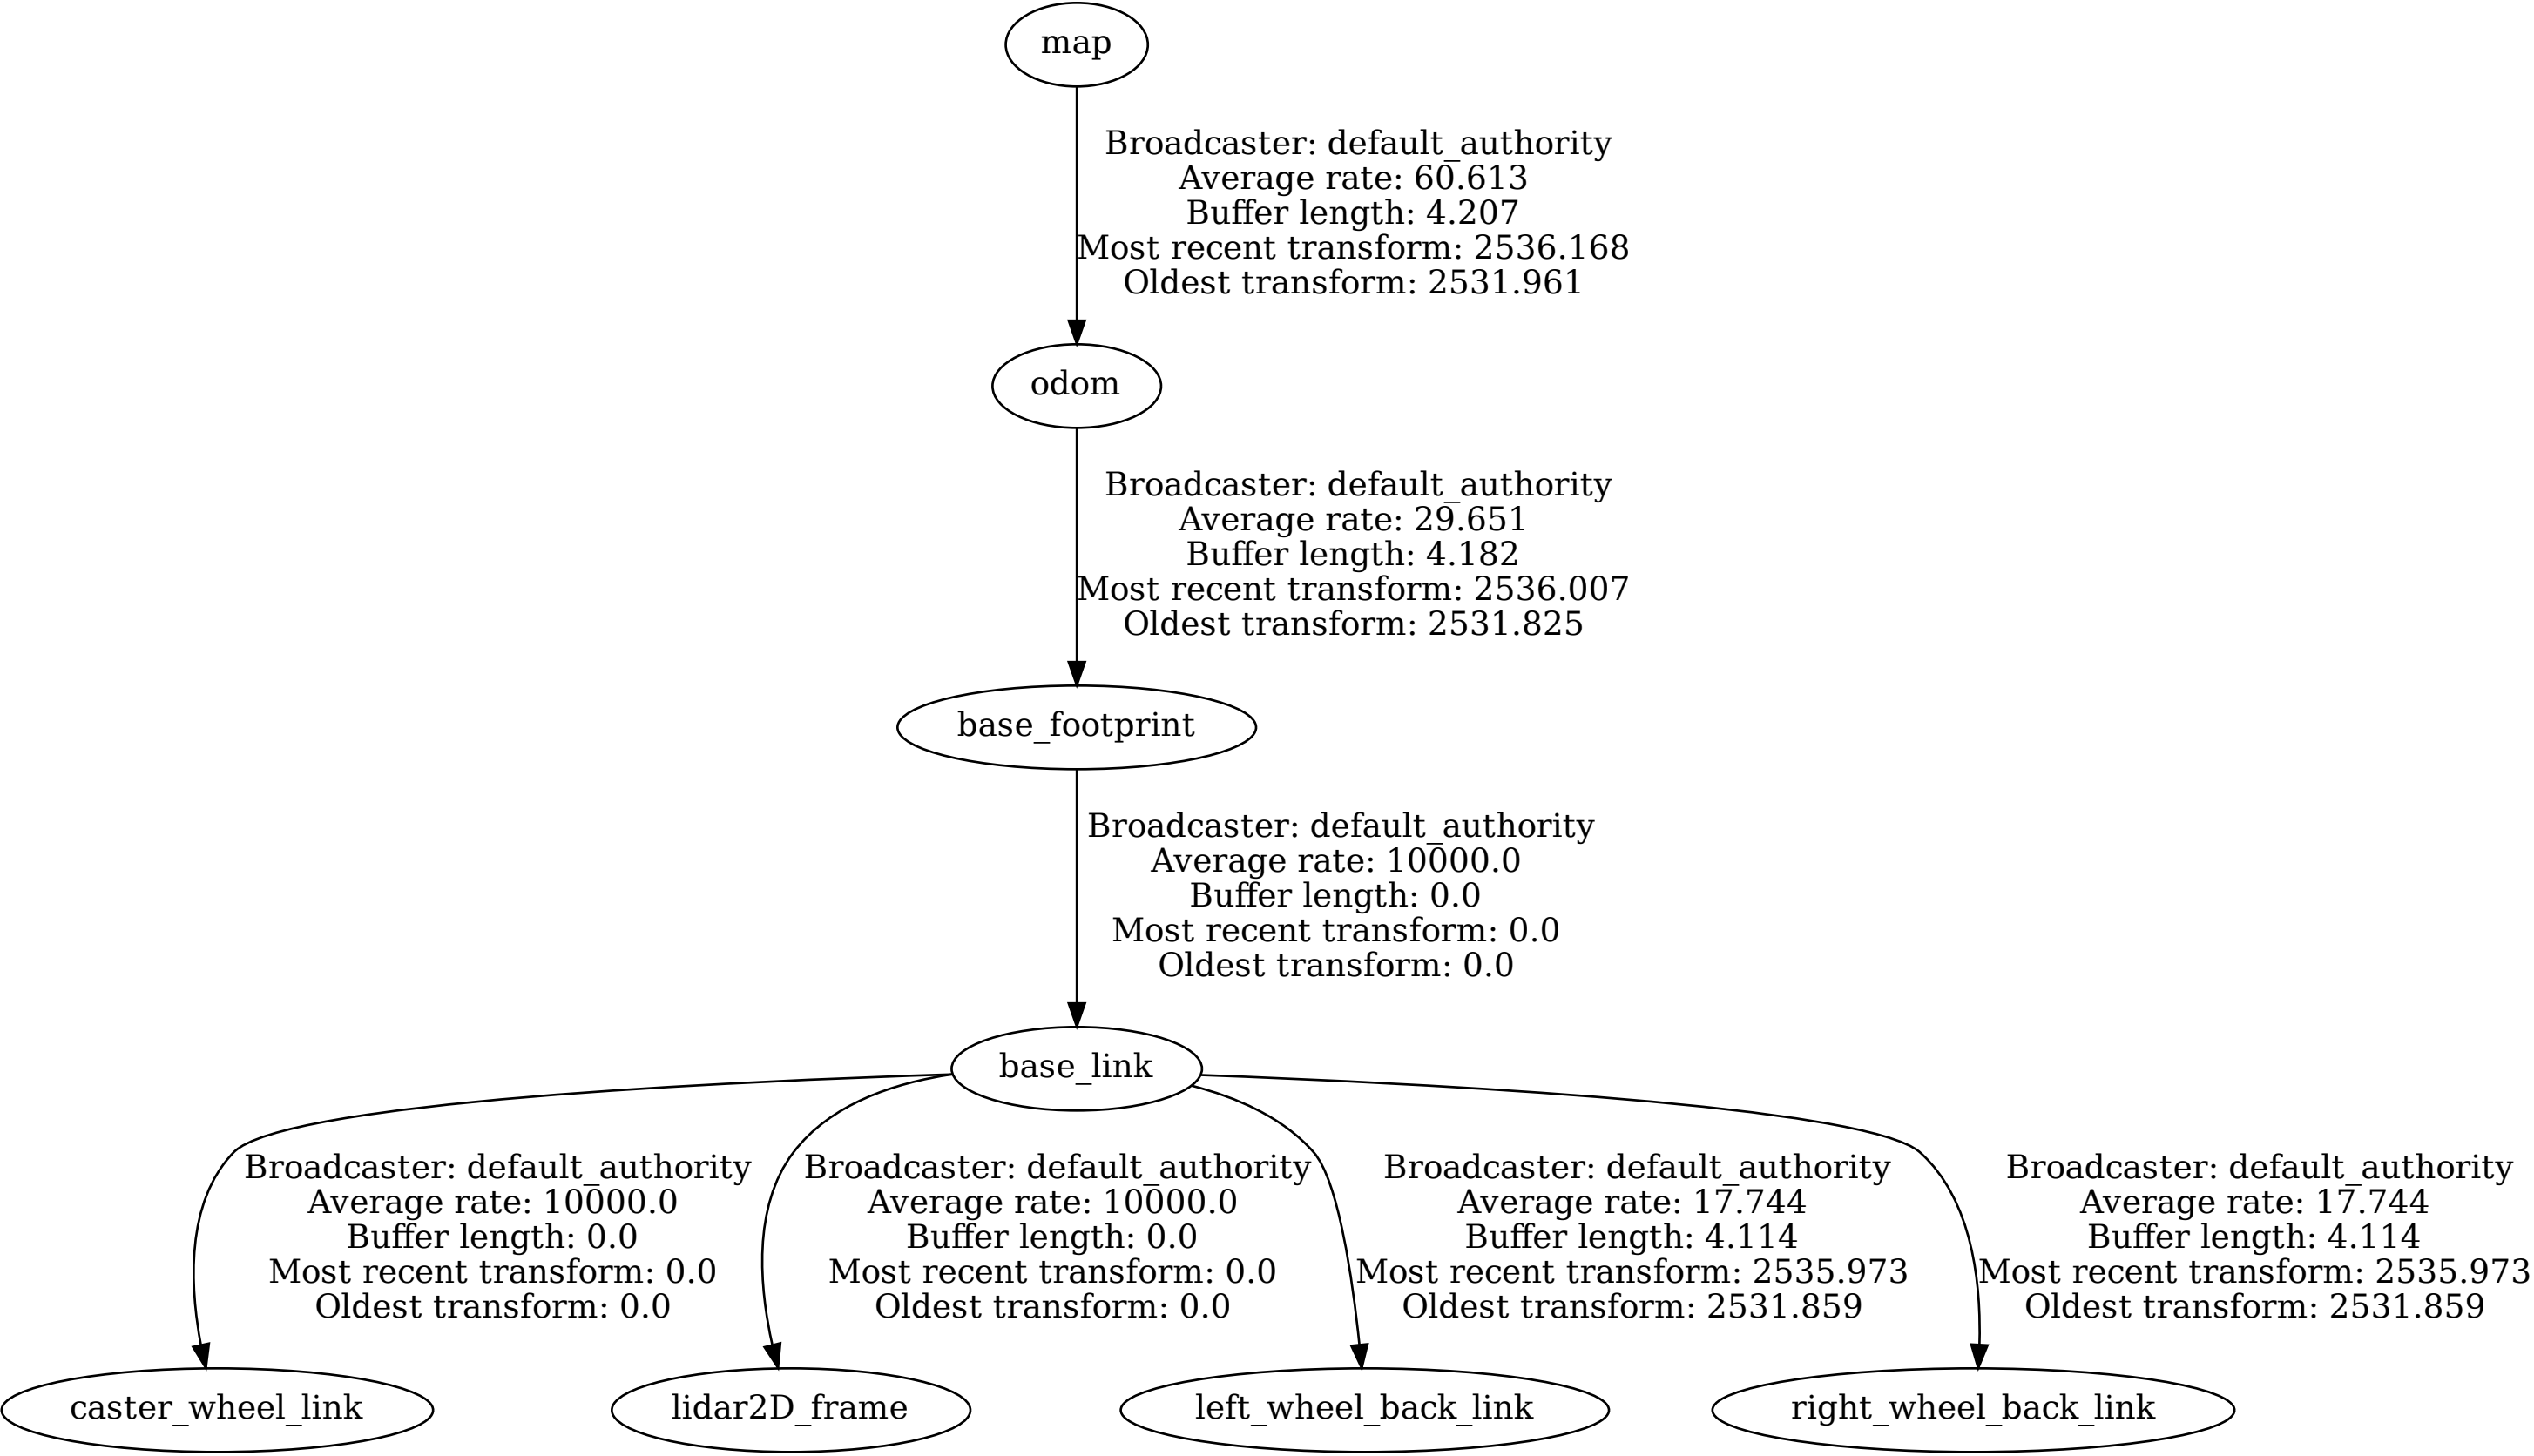 map
Broadcaster: default_authority
Average rate: 60.613
Buffer length: 4.207
Most recent transform: 2536.168
Oldest transform: 2531.961
odom
Broadcaster: default_authority
Average rate: 29.651
Buffer length: 4.182
Most recent transform: 2536.007
Oldest transform: 2531.825
base_footprint
Broadcaster: default_authority
Average rate: 10000.0
Buffer length: 0.0
Most recent transform: 0.0
Oldest transform: 0.0
base_link
Broadcaster: default_authority
Average rate: 10000.0
Buffer length: 0.0
Most recent transform: 0.0
Oldest transform: 0.0
Broadcaster: default_authority
Average rate: 10000.0
Buffer length: 0.0
Most recent transform: 0.0
Oldest transform: 0.0
Broadcaster: default_authority
Average rate: 17.744
Buffer length: 4.114
Most recent transform: 2535.973
Oldest transform: 2531.859
Broadcaster: default_authority
Average rate: 17.744
Buffer length: 4.114
Most recent transform: 2535.973
Oldest transform: 2531.859
caster_wheel_link
lidar2D_frame
left_wheel_back_link
right_wheel_back_link